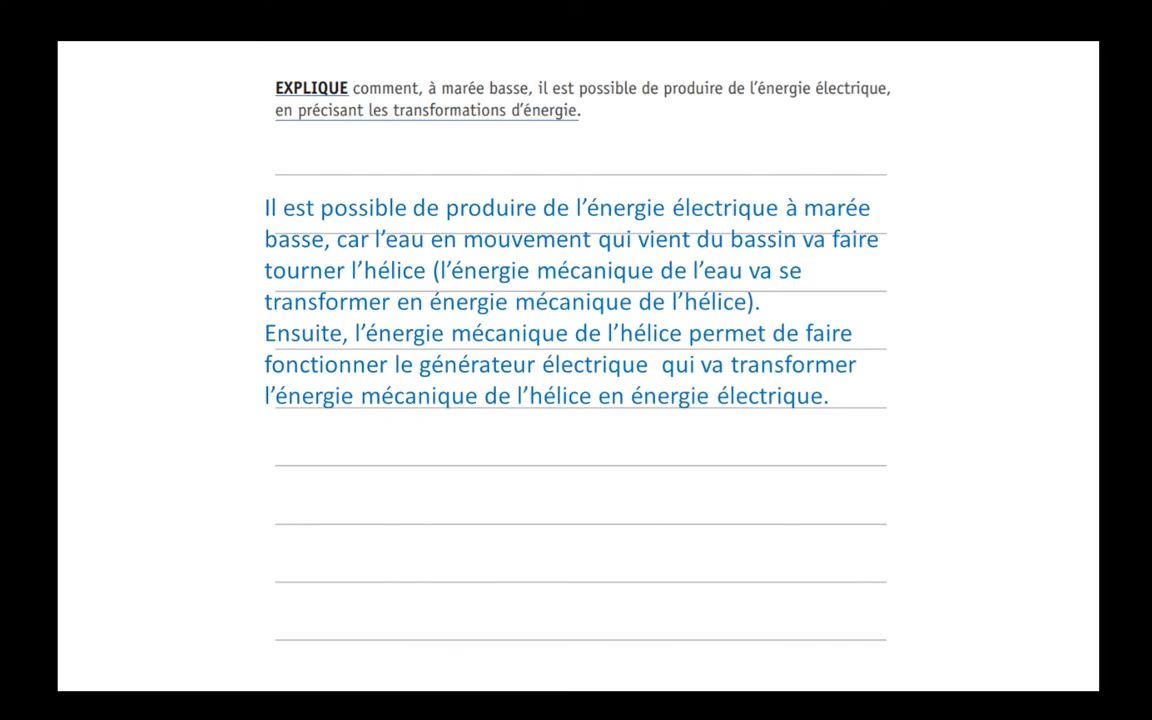 EXPLIQUE comment, à marée basse, il est possible de produire de l’énergie électrique,
en précisant les transformations d’énergie.
Il est possible de produire de l’énergie électrique à marée
basse, car l’eau en mouvement qui vient du bassin va faire
tourner l’hélice (l’énergie mécanique de l’eau va se
transformer en énergie mécanique de l’hélice).
Ensuite, l’énergie mécanique de l’hélice permet de faire
fonctionner le générateur électrique  qui va transformer
l’énergie mécanique de l’hélice en énergie électrique.